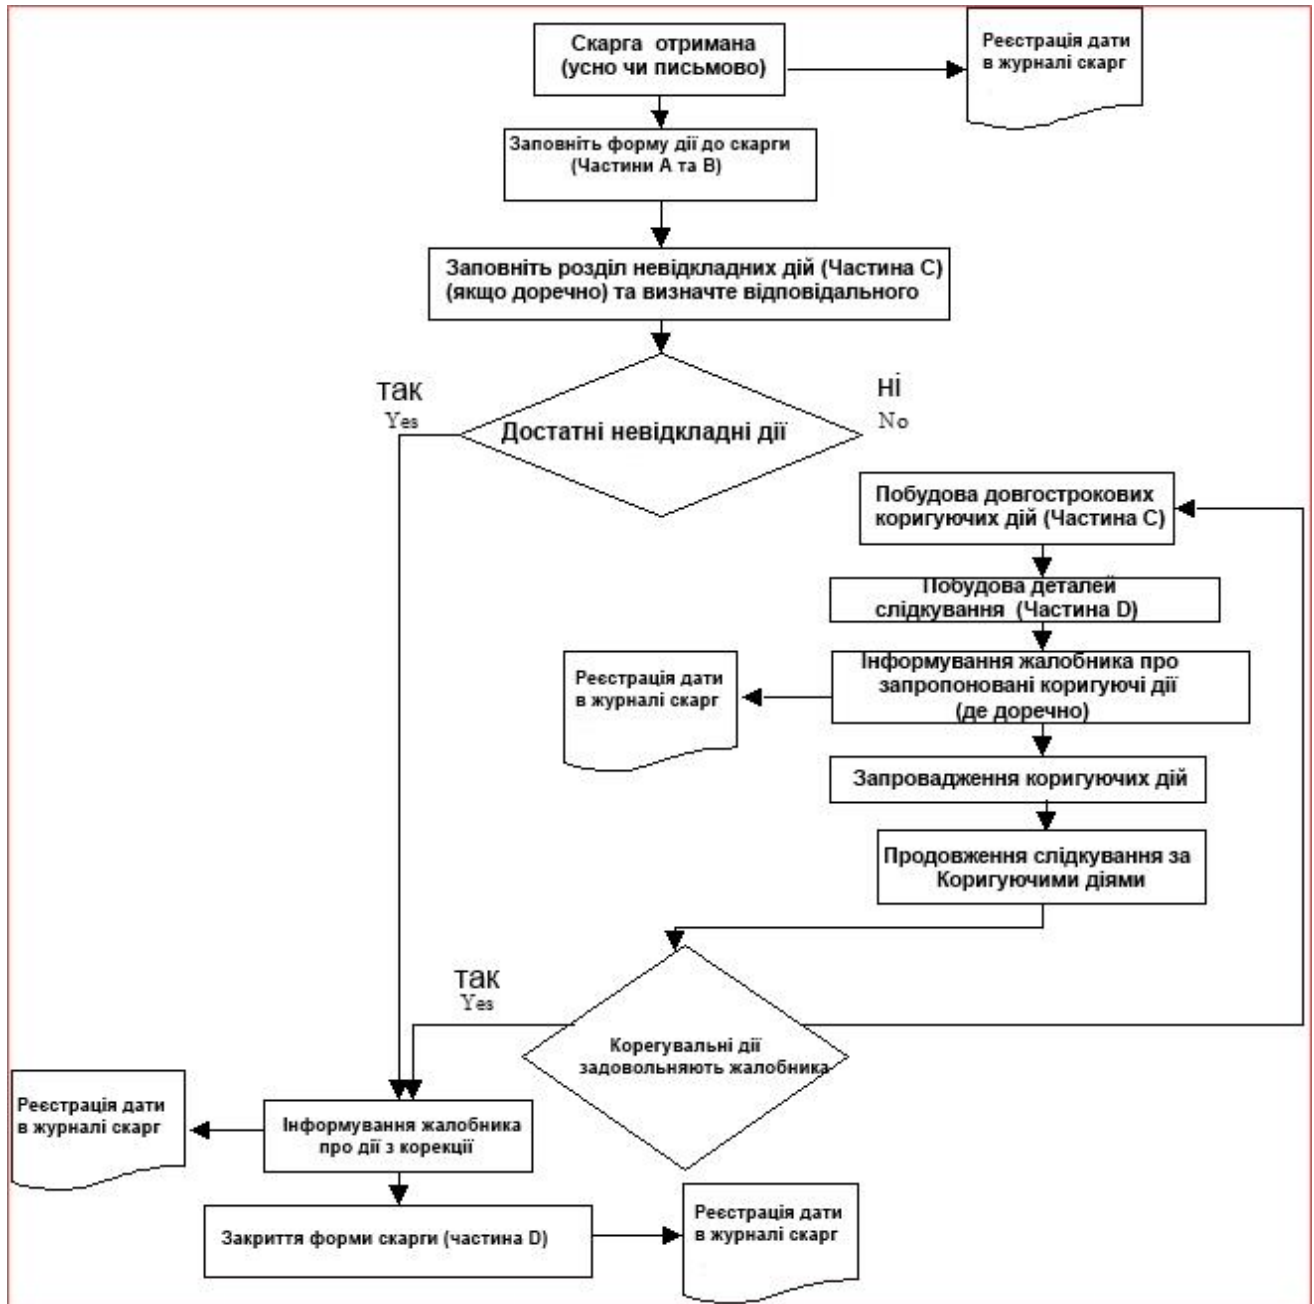 Скарга отримана
(усно чи письмово)
Реєстрація дати
в журналі скарг
Заповніть форму дії до скарги
(Частини А та В)
Заповніть розділ невідкладних дій (Частина С)
(якщо доречно) та визначте відповідального
так
Yes
ні
No
Достатні невідкладні дії
Побудова довгострокових
коригуючих дій (Частина С)
Побудова деталей
слідкування (Частина D)
Інформування жалобника про
запропоновані коригуючі дії
(де доречно)
Реєстрація дати
в журналі скарг
Запровадження коригуючих дій
Продовження слідкування за
Коригуючими діями
так
Yes
Корегувальні дії
задовольняють жалобника
Реєстрація дати
в журналі скарг
Інформування жалобника
про дії з корекції
Закриття форми скарги (частина D)
Реєстрація дати
в журналі скарг